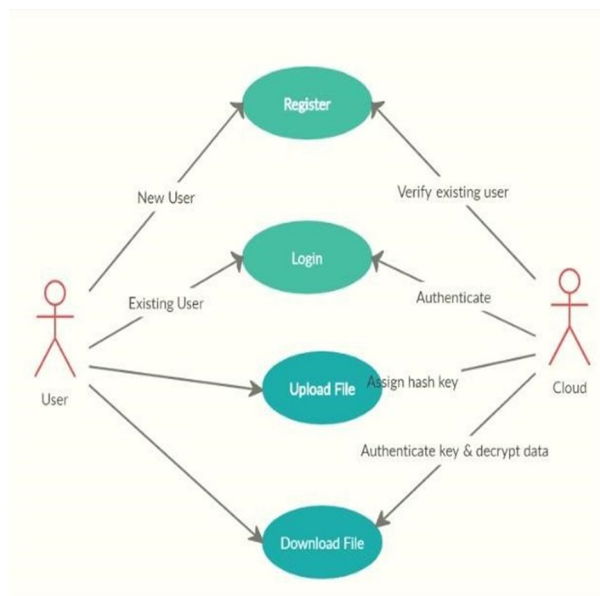 Register
New User
Verify existing user
Login
Existing User
Authenticate
Upload File
Assign hash key
User
Cloud
Authenticate key & decrypt data
Download File